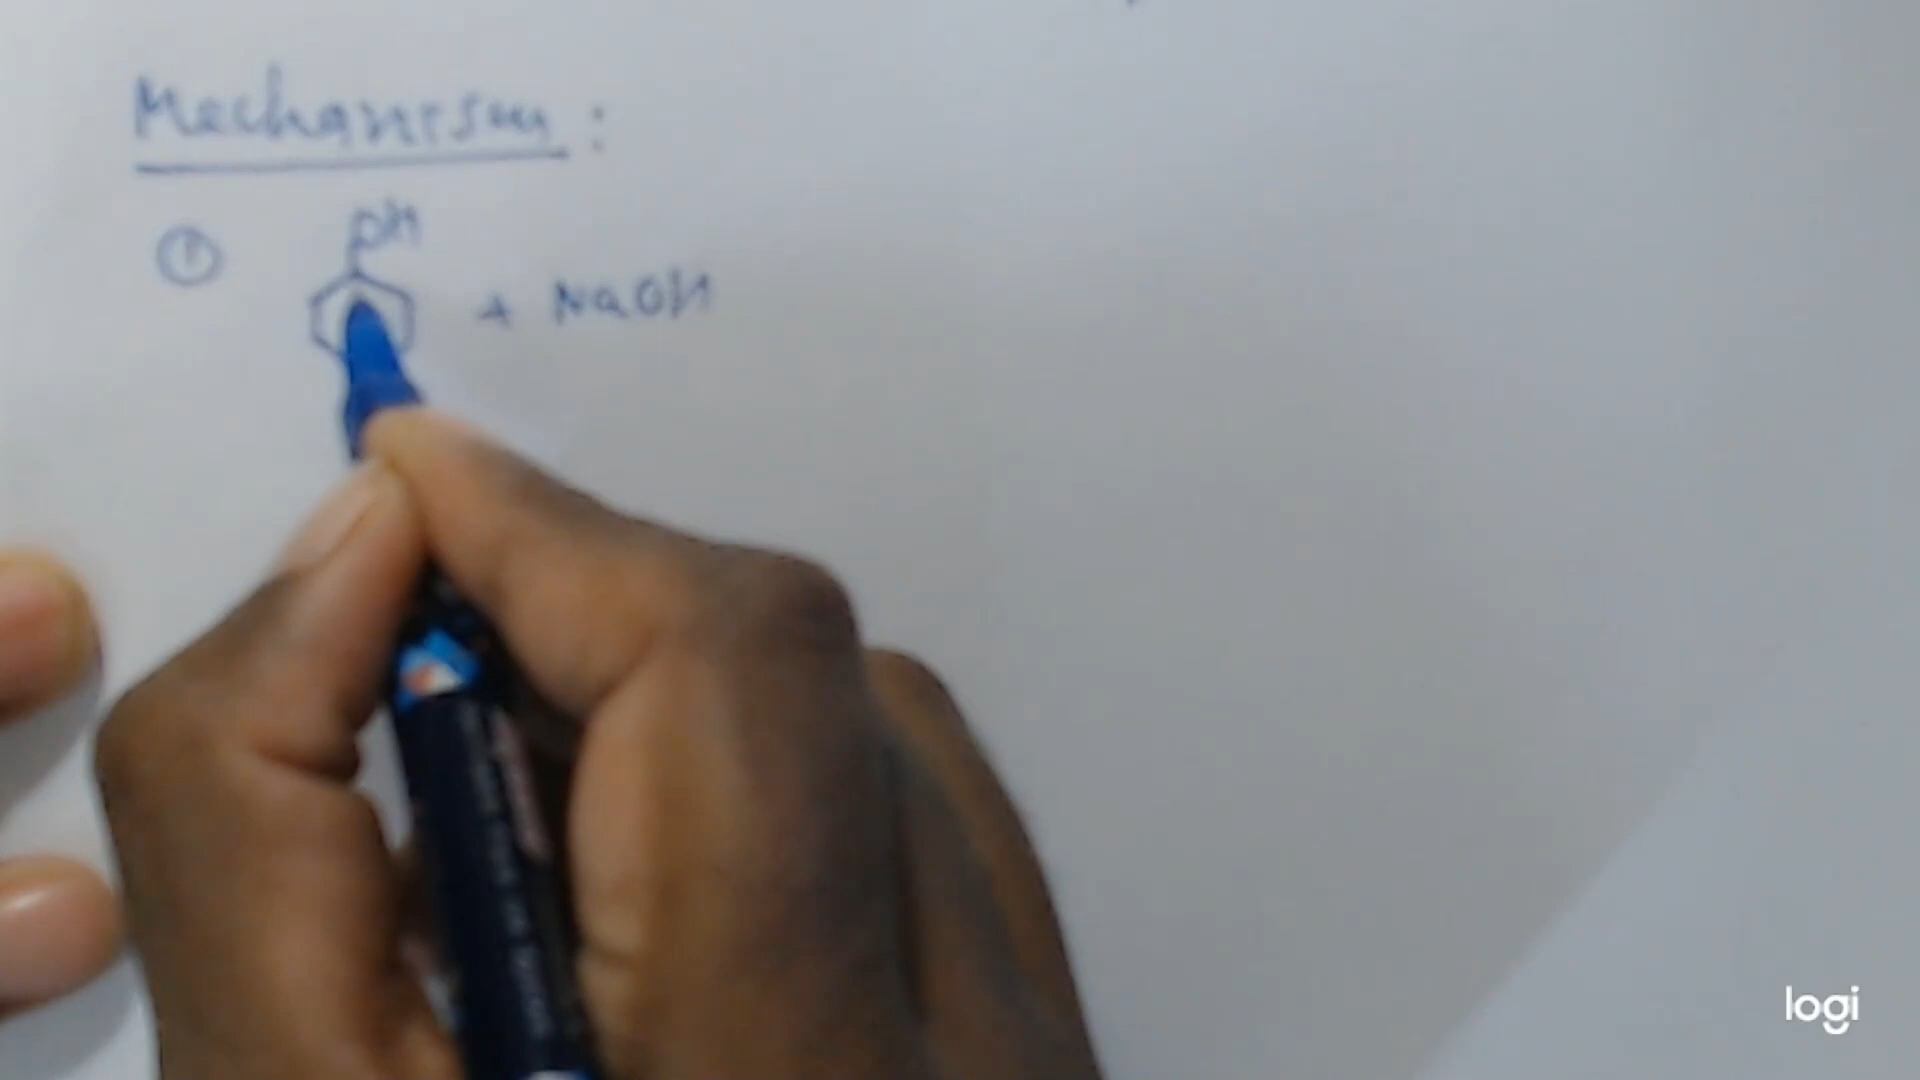 Mechanism :
① OH
+ NaOH
logi